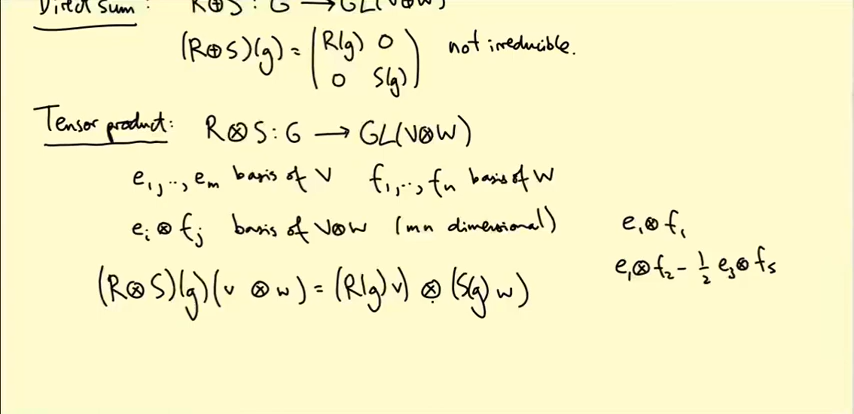 Direct sum: R⊕S: G → GL(V⊕W)
(R⊕S)(g) = (R(g) 0
0 S(g)) not irreducible.
Tensor product: R⊗S: G → GL(V⊗W)
e₁,..,eₘ basis of V f₁,..,fₙ basis of W
eᵢ ⊗ fⱼ basis of V⊗W (mn dimensional) e₁⊗f₁
e₁⊗f₂ - 1/2 e₃⊗f₅
(R⊗S)(g)(v ⊗ w) = (R(g)v) ⊗ (S(g)w)